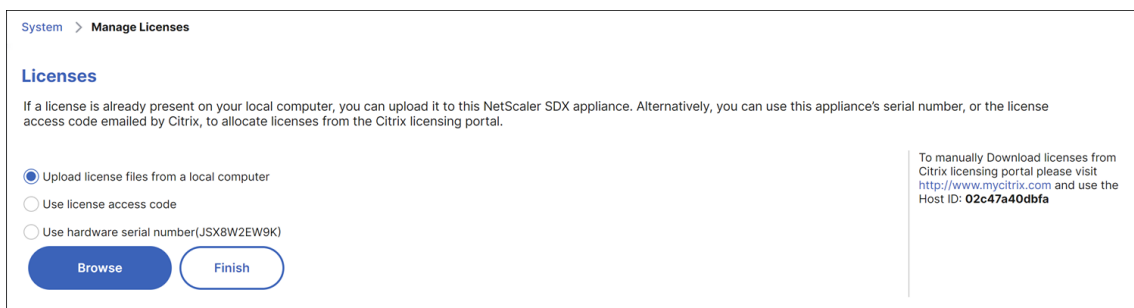 System > Manage Licenses
Licenses
If a license is already present on your local computer, you can upload it to this NetScaler SDX appliance. Alternatively, you can use this appliance's serial number, or the license
access code emailed by Citrix, to allocate licenses from the Citrix licensing portal.
Upload license files from a local computer
Use license access code
Use hardware serial number(JSX8W2EW9K)
Browse
Finish
To manually Download licenses from
Citrix licensing portal please visit
http://www.mycitrix.com and use the
Host ID: 02c47a40dbfa